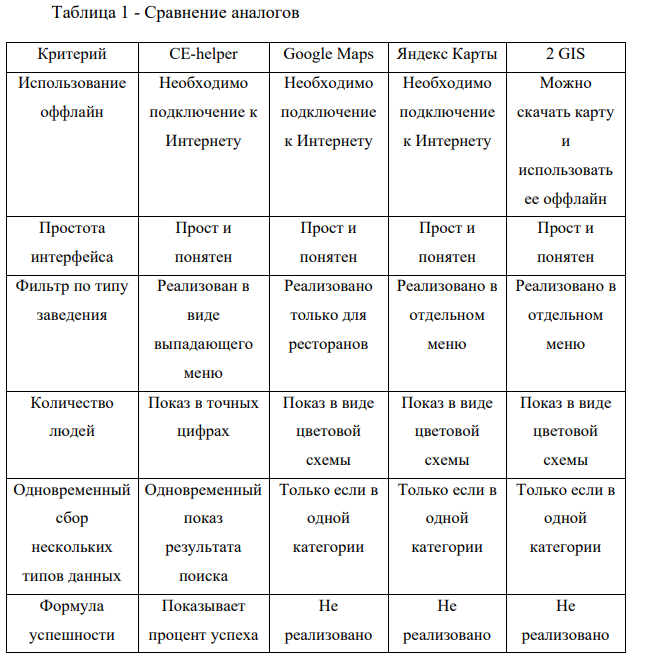 Таблица 1 - Сравнение аналогов
Критерий
CE-helper
Google Maps
Яндекс Карты
2 GIS
Использование
оффлайн
Необходимо
подключение к
Интернету
Необходимо
подключение
к Интернету
Необходимо
подключение
к Интернету
Можно
скачать карту
и
использовать
ее оффлайн
Простота
интерфейса
Прост и
понятен
Прост и
понятен
Прост и
понятен
Прост и
понятен
Фильтр по типу
заведения
Реализован в
виде
выпадающего
меню
Реализовано
только для
ресторанов
Реализовано в
отдельном
меню
Реализовано в
отдельном
меню
Количество
людей
Показ в точных
цифрах
Показ в виде
цветовой
схемы
Показ в виде
цветовой
схемы
Показ в виде
цветовой
схемы
Одновременный
сбор
нескольких
типов данных
Одновременный
показ
результата
поиска
Только если в
одной
категории
Только если в
одной
категории
Только если в
одной
категории
Формула
успешности
Показывает
процент успеха
Не
реализовано
Не
реализовано
Не
реализовано